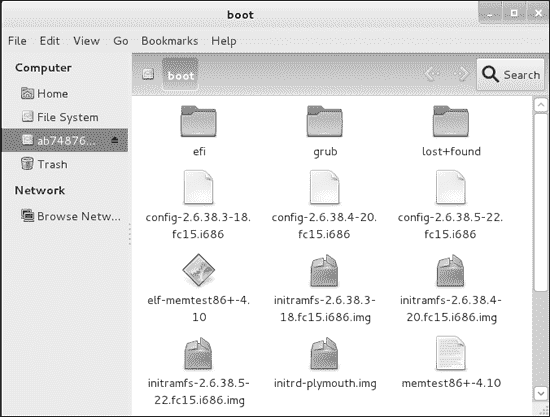 boot
File Edit View Go Bookmarks Help
Computer
Home
File System
ab74876...
Trash
Network
Browse Netw...
boot
Search
efi
grub
lost+found
config-2.6.38.3-18.
fc15.i686
config-2.6.38.4-20.
fc15.i686
config-2.6.38.5-22.
fc15.i686
elf-memtest86+-4.
10
initramfs-2.6.38.3-
18.fc15.i686.img
initramfs-2.6.38.4-
20.fc15.i686.img
initramfs-2.6.38.5-
22.fc15.i686.img
initrd-plymouth.img
memtest86+-4.10